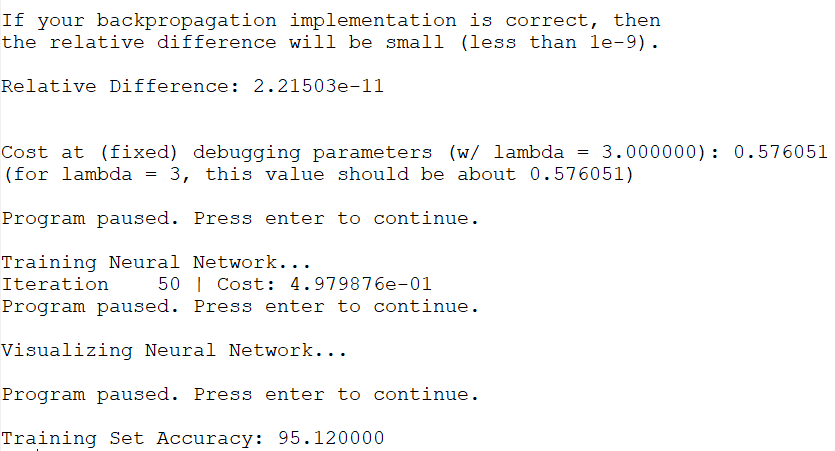 If your backpropagation implementation is correct, then
the relative difference will be small (less than 1e-9).
Relative Difference: 2.21503e-11
Cost at (fixed) debugging parameters (w/ lambda = 3.000000): 0.576051
(for lambda = 3, this value should be about 0.576051)
Program paused. Press enter to continue.
Training Neural Network...
Iteration    50 | Cost: 4.979876e-01
Program paused. Press enter to continue.
Visualizing Neural Network...
Program paused. Press enter to continue.
Training Set Accuracy: 95.120000